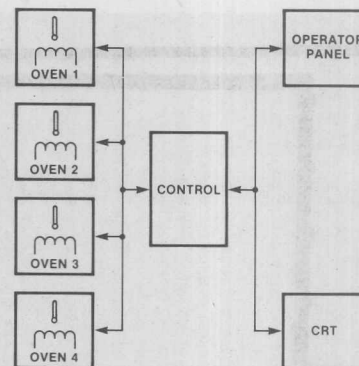 OVEN 1
OVEN 2
OVEN 3
OVEN 4
CONTROL
OPERATOR
PANEL
CRT